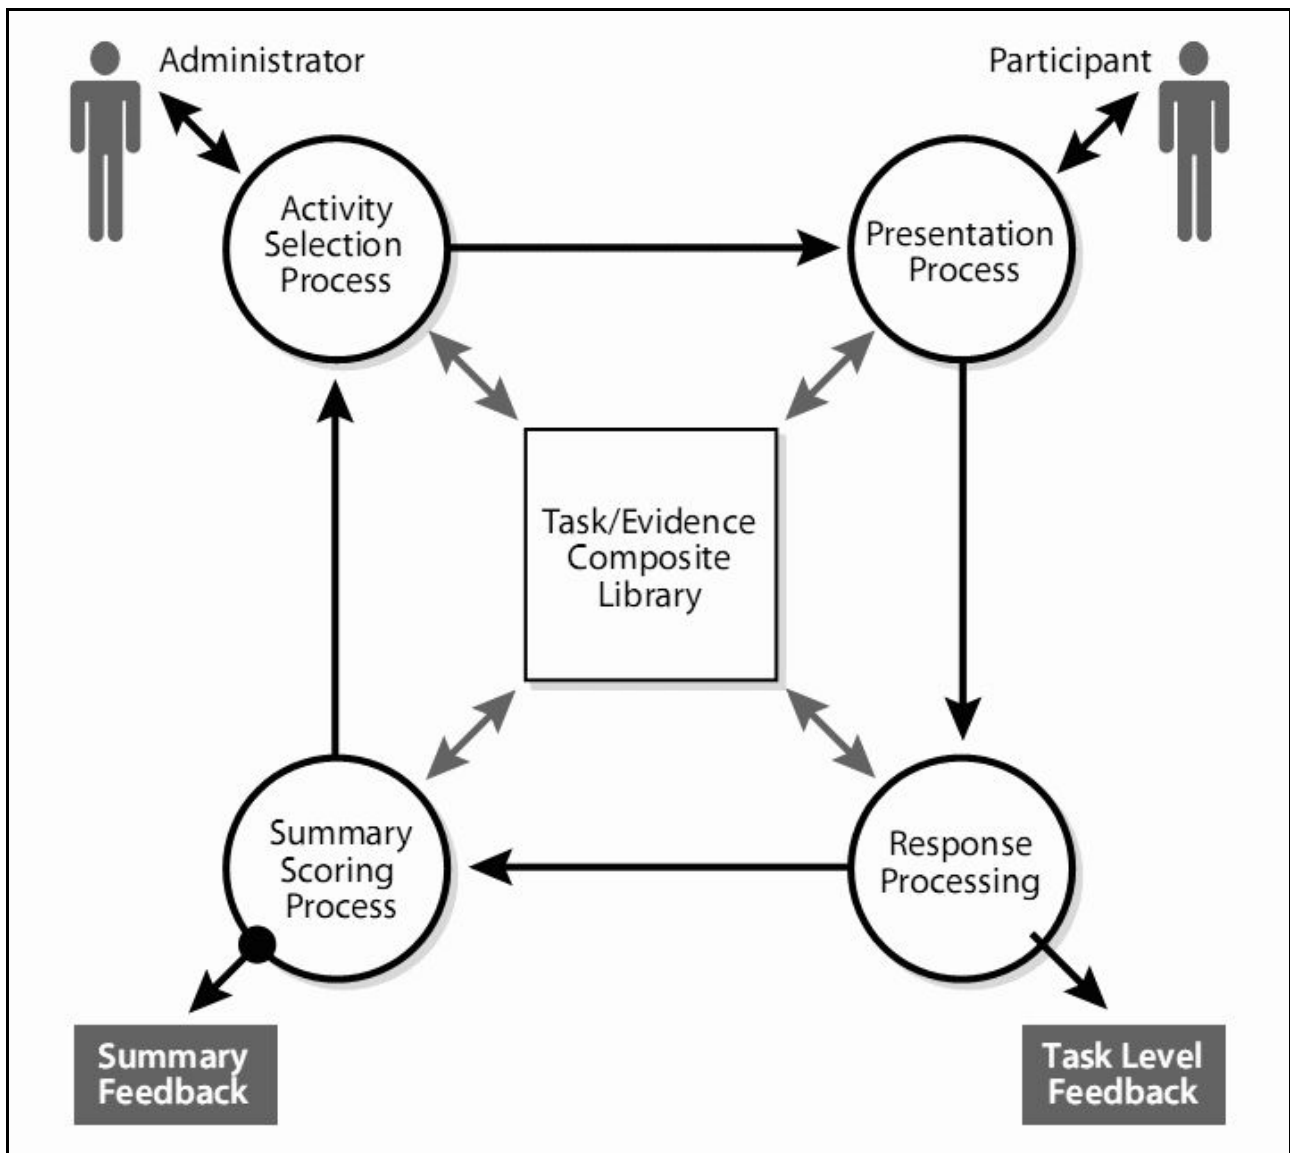 Administrator
Participant
Activity
Selection
Process
Presentation
Process
Task/Evidence
Composite
Library
Summary
Scoring
Process
Response
Processing
Summary
Feedback
Task Level
Feedback